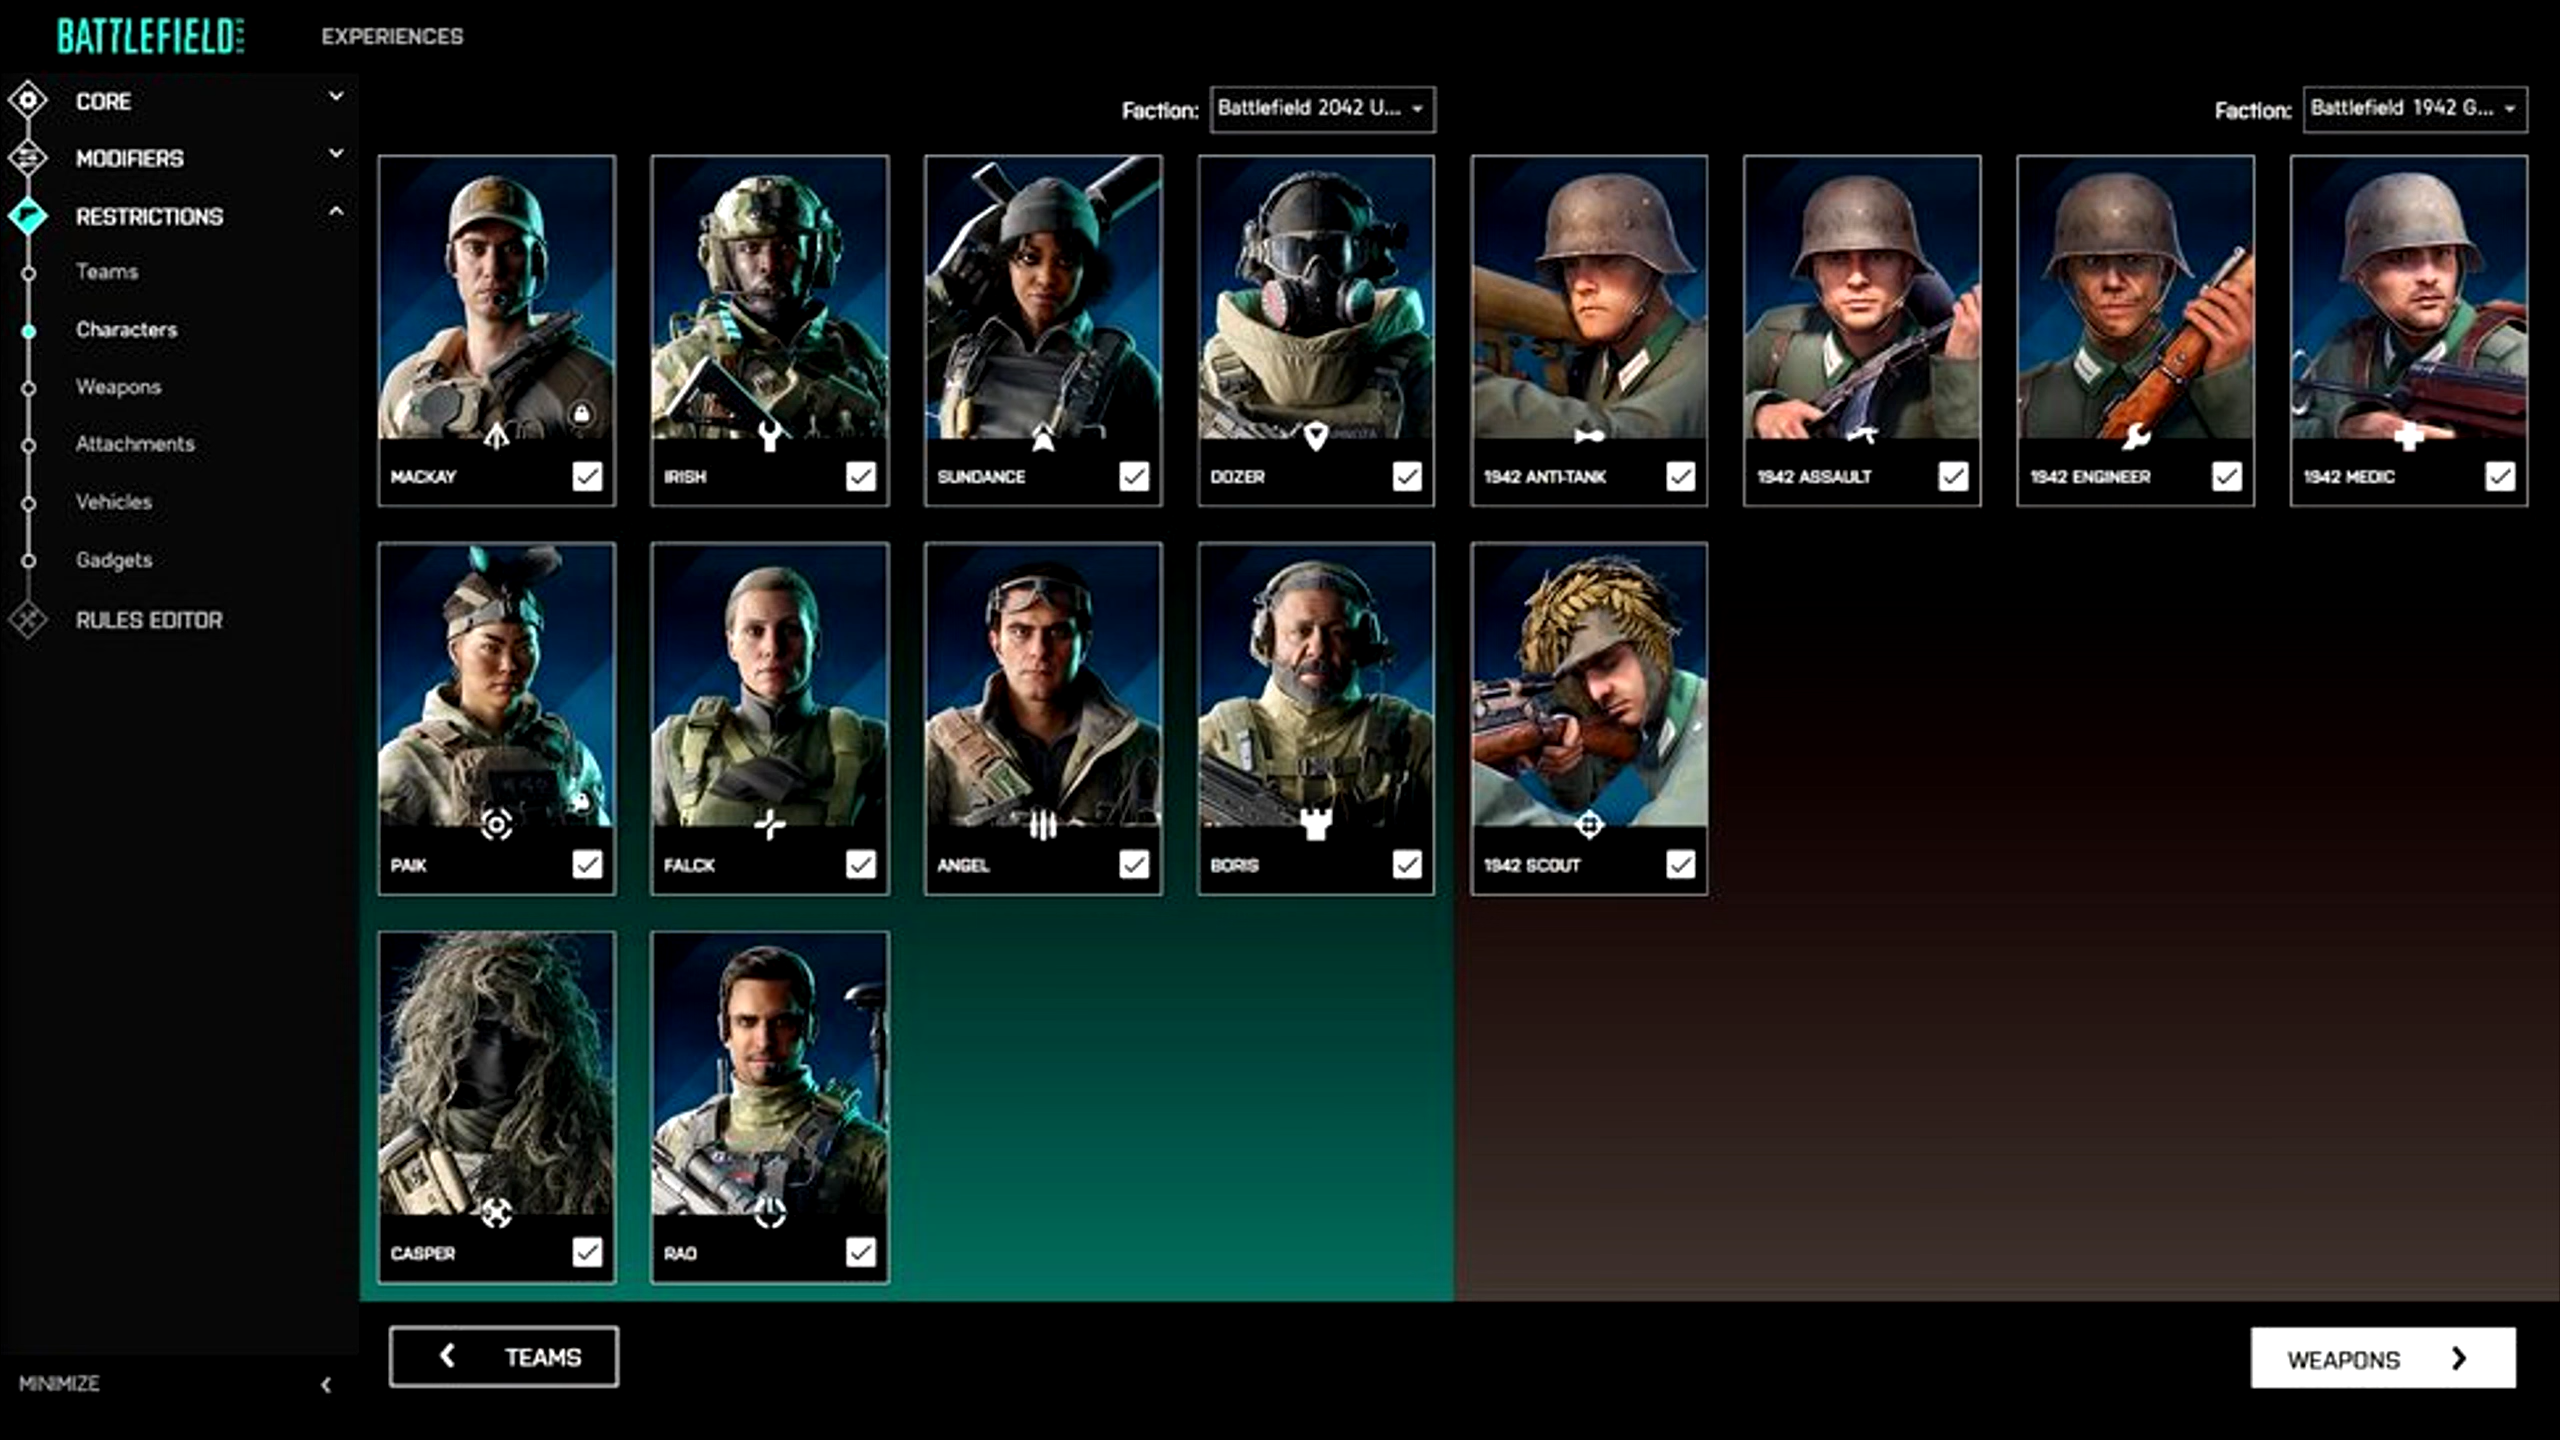 BATTLEFIELD
EXPERIENCES
CORE
MODIFIERS
RESTRICTIONS
Teams
Characters
Weapons
Attachments
Vehicles
Gadgets
RULES EDITOR
MINIMIZE
Faction: Battlefield 2042 U...
Faction: Battlefield 1942 G...
MACKAY
IRISH
SUNDANCE
DOZER
1942 ANTI-TANK
1942 ASSAULT
1942 ENGINEER
1942 MEDIC
PAIK
FALCK
ANGEL
BORIS
1942 SCOUT
CASPER
RAO
TEAMS
WEAPONS